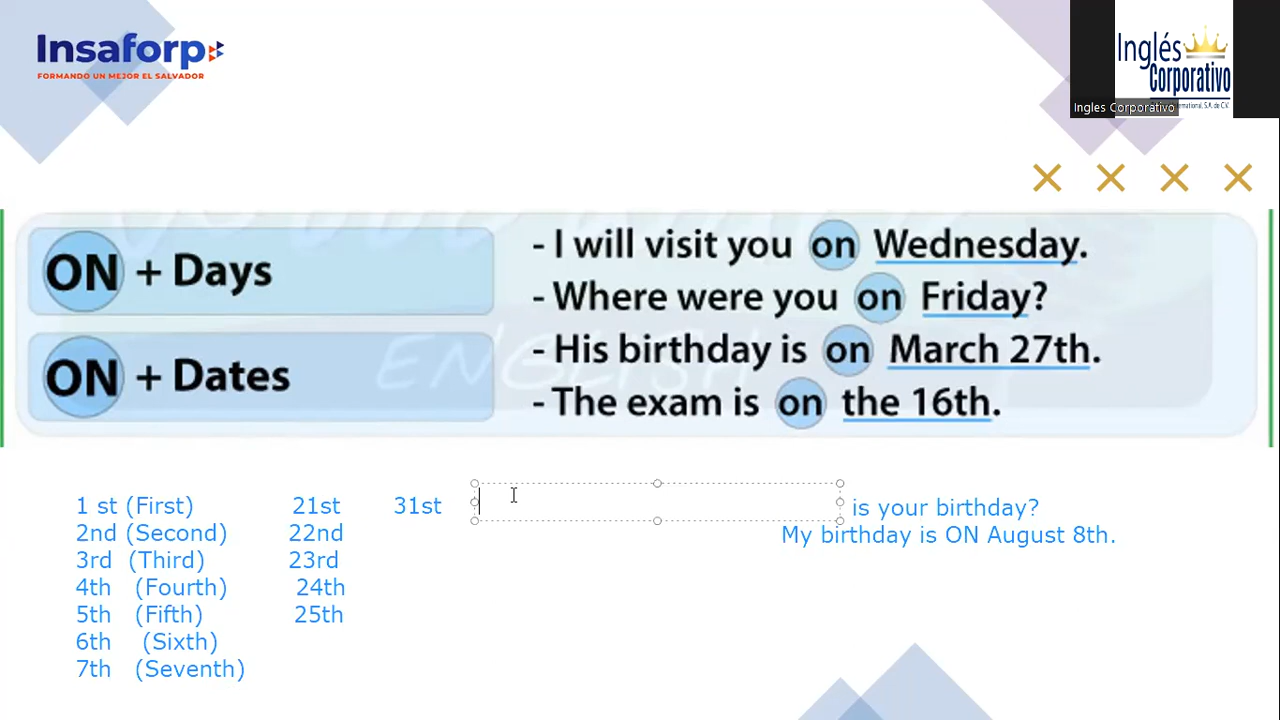 Insaforp
FORMANDO UN MEJOR EL SALVADOR
Inglés
Corporativo
International, S.A. de C.V.
Ingles Corporativo
ON + Days
- I will visit you on Wednesday.
- Where were you on Friday?
ON + Dates
- His birthday is on March 27th.
- The exam is on the 16th.
ENGLISH
1 st (First) 21st 31st is your birthday?
2nd (Second) 22nd My birthday is ON August 8th.
3rd (Third) 23rd
4th (Fourth) 24th
5th (Fifth) 25th
6th (Sixth)
7th (Seventh)